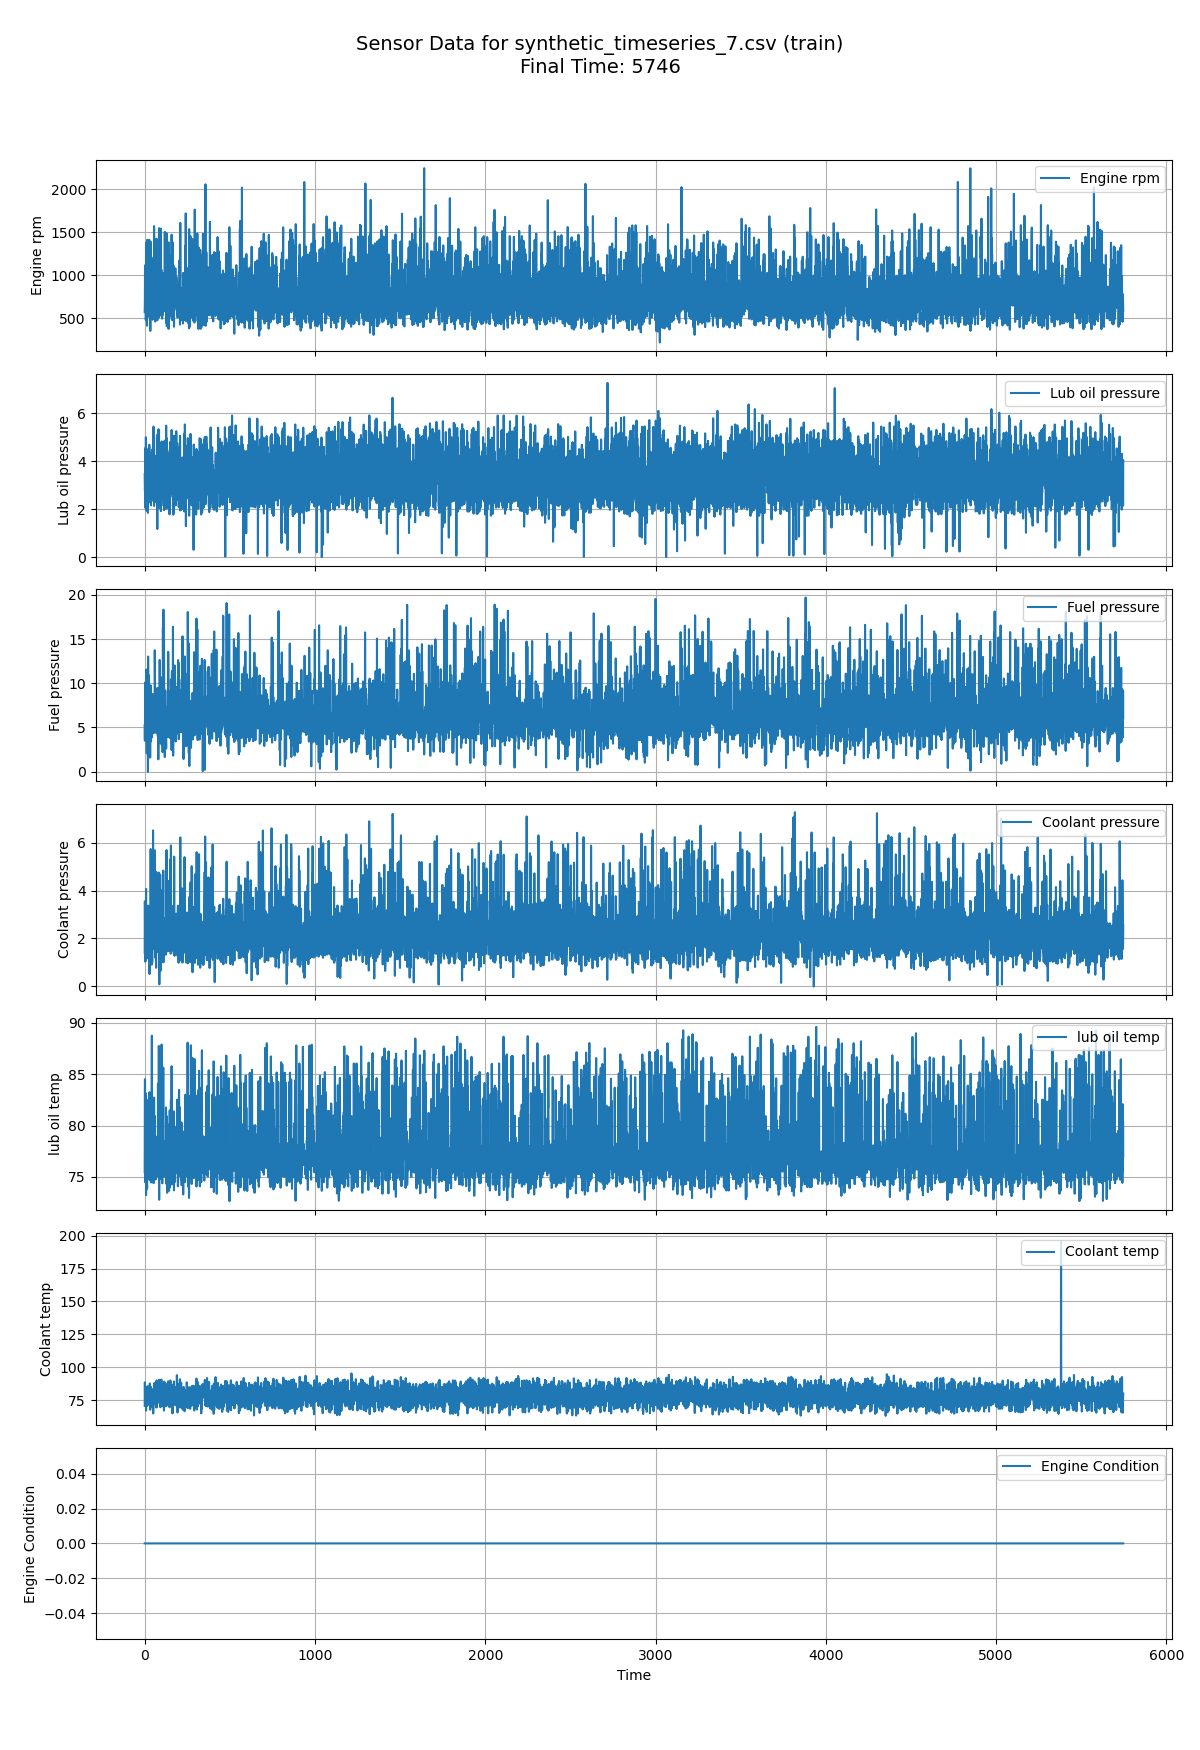 Sensor Data for synthetic_timeseries_7.csv (train)
Final Time: 5746
Engine rpm
2000
1500
1000
500
Engine rpm
Lub oil pressure
6
4
2
0
Lub oil pressure
Fuel pressure
20
15
10
5
0
Fuel pressure
Coolant pressure
6
4
2
0
Coolant pressure
lub oil temp
90
85
80
75
lub oil temp
Coolant temp
200
175
150
125
100
75
Coolant temp
Engine Condition
0.04
0.02
0.00
−0.02
−0.04
Engine Condition
0 1000 2000 3000 4000 5000 6000
Time